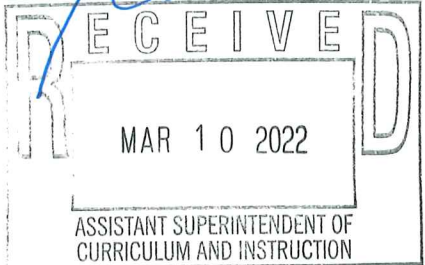 RECEIVED
MAR 10 2022
ASSISTANT SUPERINTENDENT OF
CURRICULUM AND INSTRUCTION